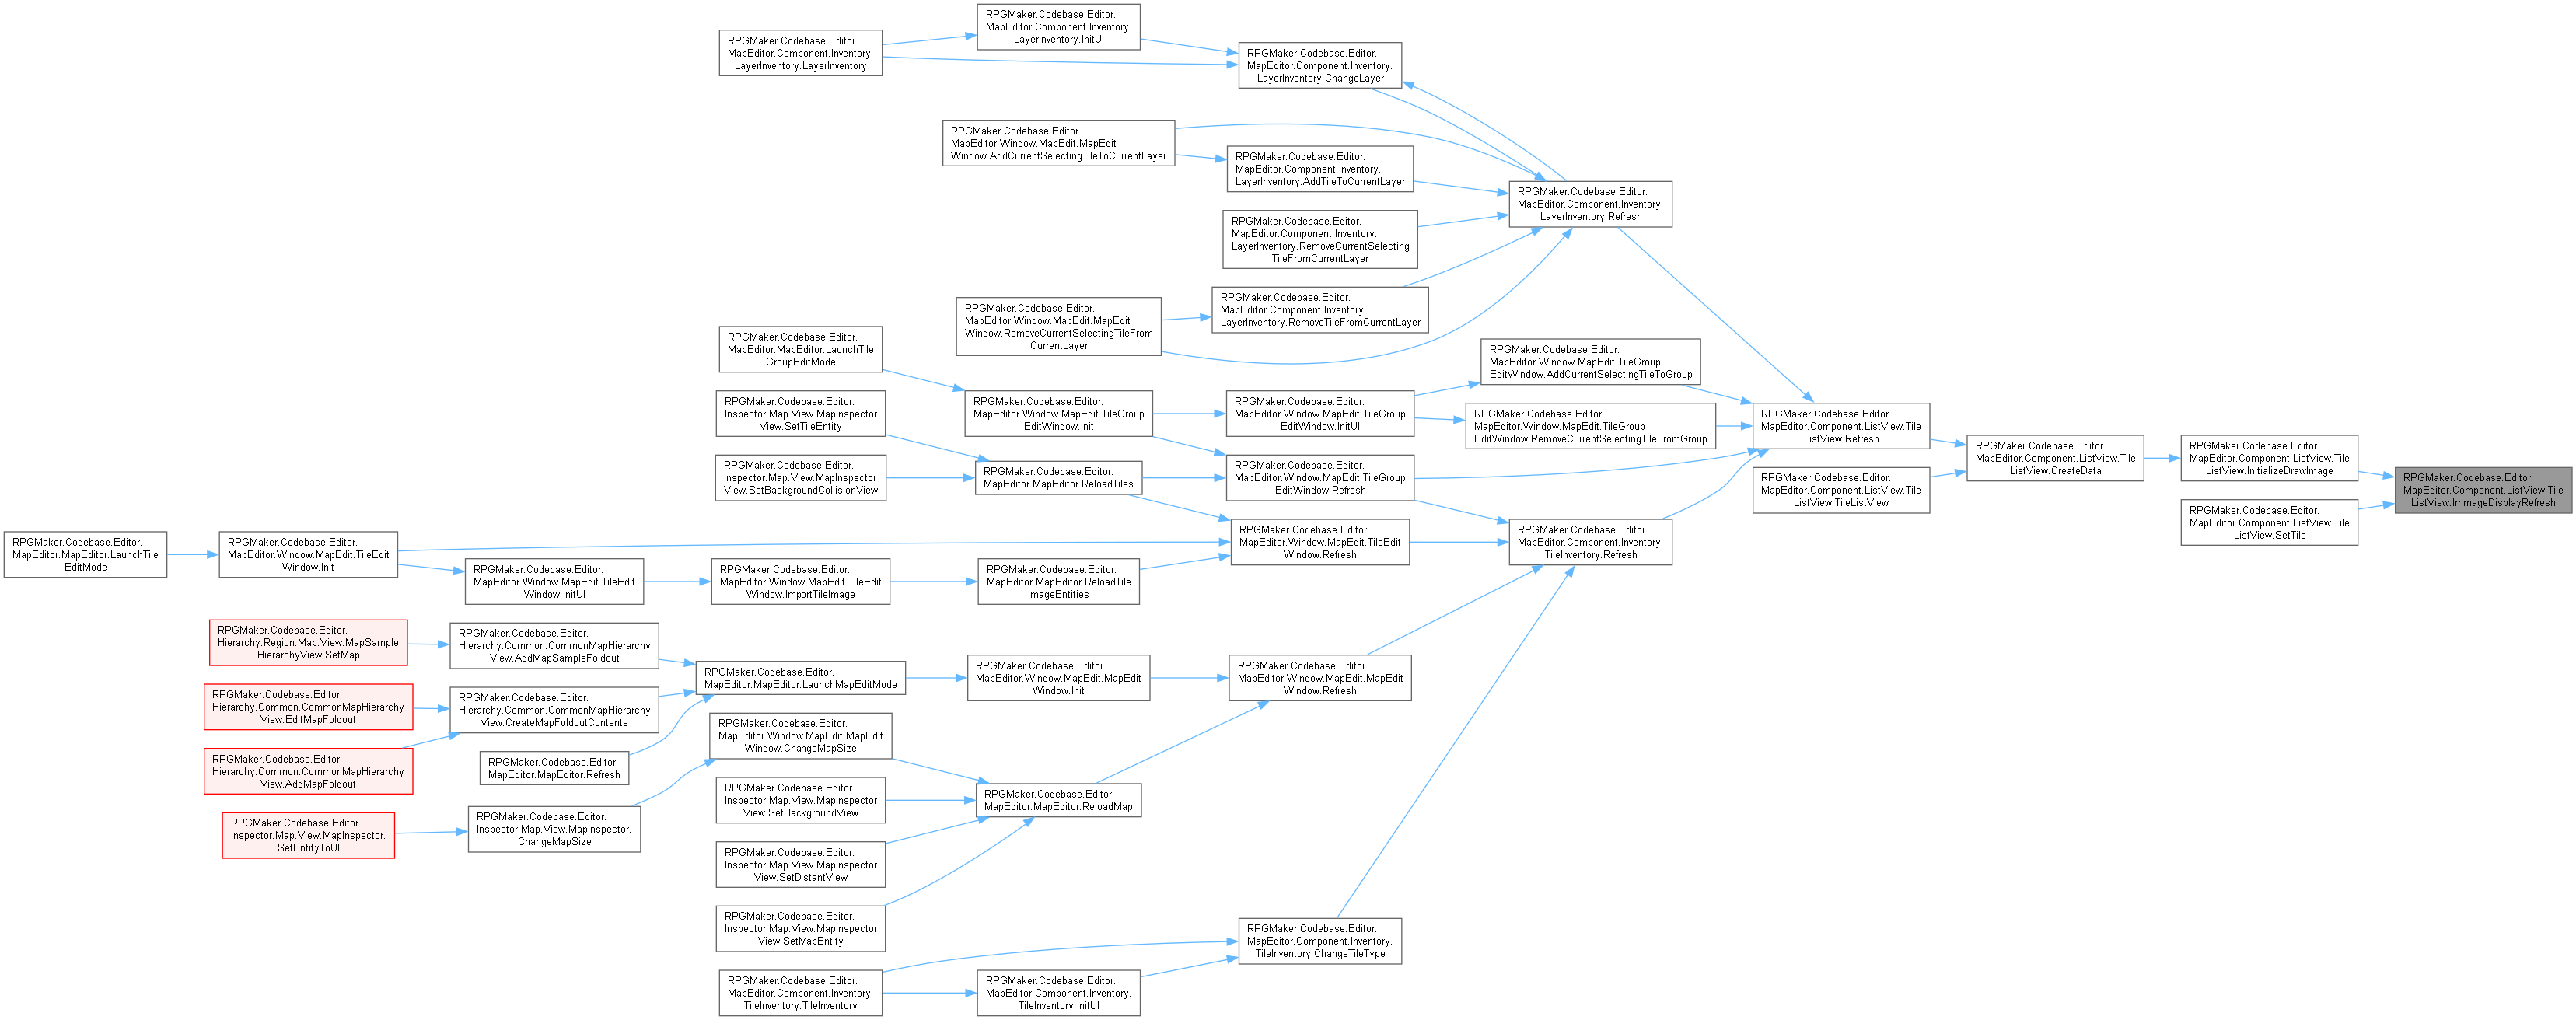 RPGMaker.Codebase.Editor.
MapEditor.Component.Inventory.
LayerInventory.InitUI
RPGMaker.Codebase.Editor.
MapEditor.Component.Inventory.
LayerInventory.LayerInventory
RPGMaker.Codebase.Editor.
MapEditor.Component.Inventory.
LayerInventory.ChangeLayer
RPGMaker.Codebase.Editor.
MapEditor.Window.MapEdit.MapEdit
Window.AddCurrentSelectingTileToCurrentLayer
RPGMaker.Codebase.Editor.
MapEditor.Component.Inventory.
LayerInventory.AddTileToCurrentLayer
RPGMaker.Codebase.Editor.
MapEditor.Component.Inventory.
LayerInventory.Refresh
RPGMaker.Codebase.Editor.
MapEditor.Component.Inventory.
LayerInventory.RemoveCurrentSelecting
TileFromCurrentLayer
RPGMaker.Codebase.Editor.
MapEditor.Component.Inventory.
LayerInventory.RemoveTileFromCurrentLayer
RPGMaker.Codebase.Editor.
MapEditor.Window.MapEdit.MapEdit
Window.RemoveCurrentSelectingTileFrom
CurrentLayer
RPGMaker.Codebase.Editor.
MapEditor.MapEditor.LaunchTile
GroupEditMode
RPGMaker.Codebase.Editor.
MapEditor.Window.MapEdit.TileGroup
EditWindow.AddCurrentSelectingTileToGroup
RPGMaker.Codebase.Editor.
Inspector.Map.View.MapInspector
View.SetTileEntity
RPGMaker.Codebase.Editor.
MapEditor.Window.MapEdit.TileGroup
EditWindow.Init
RPGMaker.Codebase.Editor.
MapEditor.Window.MapEdit.TileGroup
EditWindow.InitUI
RPGMaker.Codebase.Editor.
MapEditor.Window.MapEdit.TileGroup
EditWindow.RemoveCurrentSelectingTileFromGroup
RPGMaker.Codebase.Editor.
MapEditor.Component.ListView.Tile
ListView.Refresh
RPGMaker.Codebase.Editor.
MapEditor.Component.ListView.Tile
ListView.CreateData
RPGMaker.Codebase.Editor.
MapEditor.Component.ListView.Tile
ListView.InitializeDrawImage
RPGMaker.Codebase.Editor.
MapEditor.Component.ListView.Tile
ListView.ImmageDisplayRefresh
RPGMaker.Codebase.Editor.
Inspector.Map.View.MapInspector
View.SetBackgroundCollisionView
RPGMaker.Codebase.Editor.
MapEditor.MapEditor.ReloadTiles
RPGMaker.Codebase.Editor.
MapEditor.Window.MapEdit.TileGroup
EditWindow.Refresh
RPGMaker.Codebase.Editor.
MapEditor.Component.ListView.Tile
ListView.TileListView
RPGMaker.Codebase.Editor.
MapEditor.Component.ListView.Tile
ListView.SetTile
RPGMaker.Codebase.Editor.
MapEditor.MapEditor.LaunchTile
EditMode
RPGMaker.Codebase.Editor.
MapEditor.Window.MapEdit.TileEdit
Window.Init
RPGMaker.Codebase.Editor.
MapEditor.Window.MapEdit.TileEdit
Window.Refresh
RPGMaker.Codebase.Editor.
MapEditor.Component.Inventory.
TileInventory.Refresh
RPGMaker.Codebase.Editor.
MapEditor.Window.MapEdit.TileEdit
Window.InitUI
RPGMaker.Codebase.Editor.
MapEditor.Window.MapEdit.TileEdit
Window.ImportTileImage
RPGMaker.Codebase.Editor.
MapEditor.MapEditor.ReloadTile
ImageEntities
RPGMaker.Codebase.Editor.
Hierarchy.Region.Map.View.MapSample
HierarchyView.SetMap
RPGMaker.Codebase.Editor.
Hierarchy.Common.CommonMapHierarchy
View.AddMapSampleFoldout
RPGMaker.Codebase.Editor.
MapEditor.MapEditor.LaunchMapEditMode
RPGMaker.Codebase.Editor.
MapEditor.Window.MapEdit.MapEdit
Window.Init
RPGMaker.Codebase.Editor.
MapEditor.Window.MapEdit.MapEdit
Window.Refresh
RPGMaker.Codebase.Editor.
Hierarchy.Common.CommonMapHierarchy
View.EditMapFoldout
RPGMaker.Codebase.Editor.
Hierarchy.Common.CommonMapHierarchy
View.CreateMapFoldoutContents
RPGMaker.Codebase.Editor.
MapEditor.Window.MapEdit.MapEdit
Window.ChangeMapSize
RPGMaker.Codebase.Editor.
Hierarchy.Common.CommonMapHierarchy
View.AddMapFoldout
RPGMaker.Codebase.Editor.
MapEditor.MapEditor.Refresh
RPGMaker.Codebase.Editor.
Inspector.Map.View.MapInspector
View.SetBackgroundView
RPGMaker.Codebase.Editor.
MapEditor.MapEditor.ReloadMap
RPGMaker.Codebase.Editor.
Inspector.Map.View.MapInspector.
SetEntityToUI
RPGMaker.Codebase.Editor.
Inspector.Map.View.MapInspector.
ChangeMapSize
RPGMaker.Codebase.Editor.
Inspector.Map.View.MapInspector
View.SetDistantView
RPGMaker.Codebase.Editor.
Inspector.Map.View.MapInspector
View.SetMapEntity
RPGMaker.Codebase.Editor.
MapEditor.Component.Inventory.
TileInventory.ChangeTileType
RPGMaker.Codebase.Editor.
MapEditor.Component.Inventory.
TileInventory.TileInventory
RPGMaker.Codebase.Editor.
MapEditor.Component.Inventory.
TileInventory.InitUI